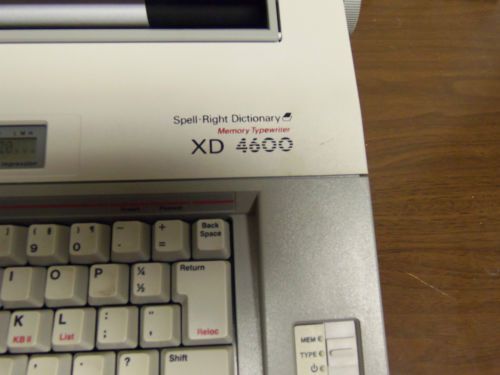 Spell-Right Dictionary
Memory Typewriter
XD 4600
L M H
Impression
( 9
) 0
¶
- -
+ =
Back Space
I
O
P
¼ ½
Return
K
KB II
L
List
: ;
" '
Reloc
Shift
MEM
TYPE